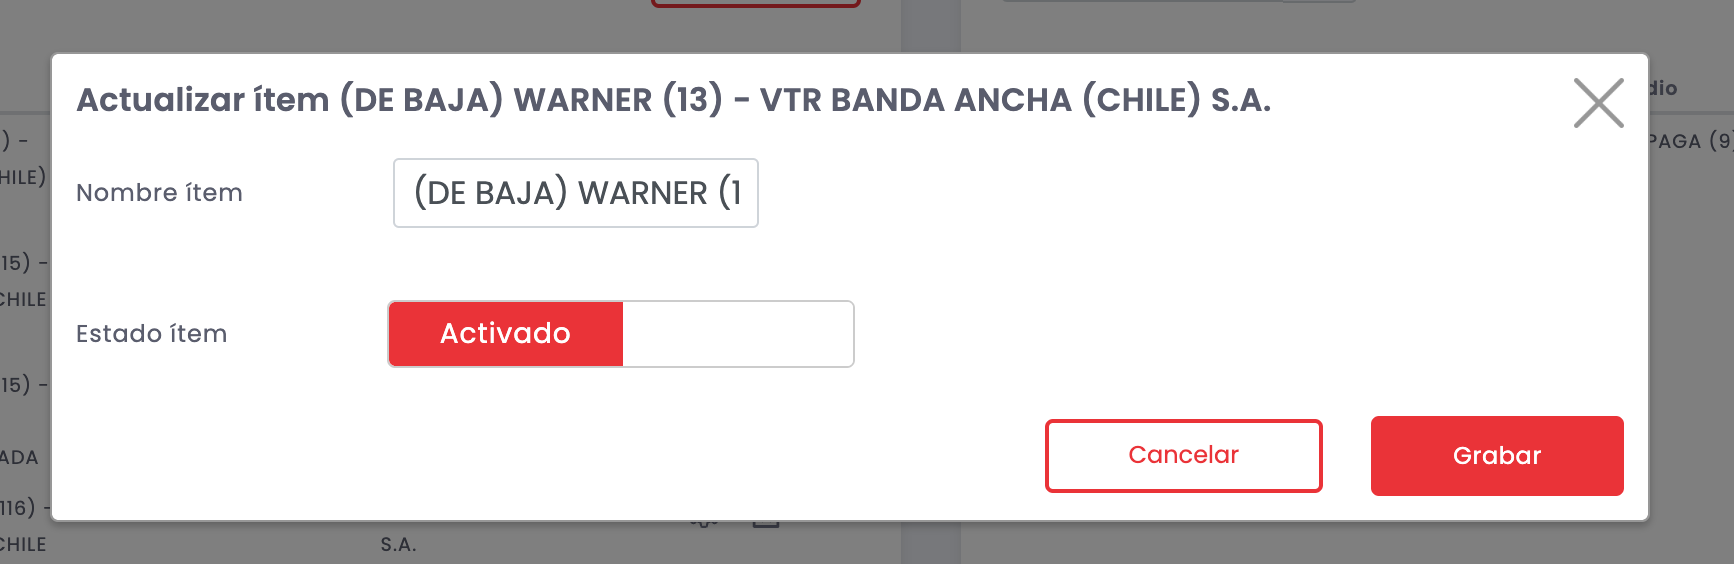 Actualizar ítem (DE BAJA) WARNER (13) - VTR BANDA ANCHA (CHILE) S.A.
dio
) -
PAGA (9)
HILE)
Nombre ítem
(DE BAJA) WARNER (1
15) -
CHILE
Estado ítem
Activado
15) -
Cancelar
Grabar
ADA
116) -
CHILE
S.A.